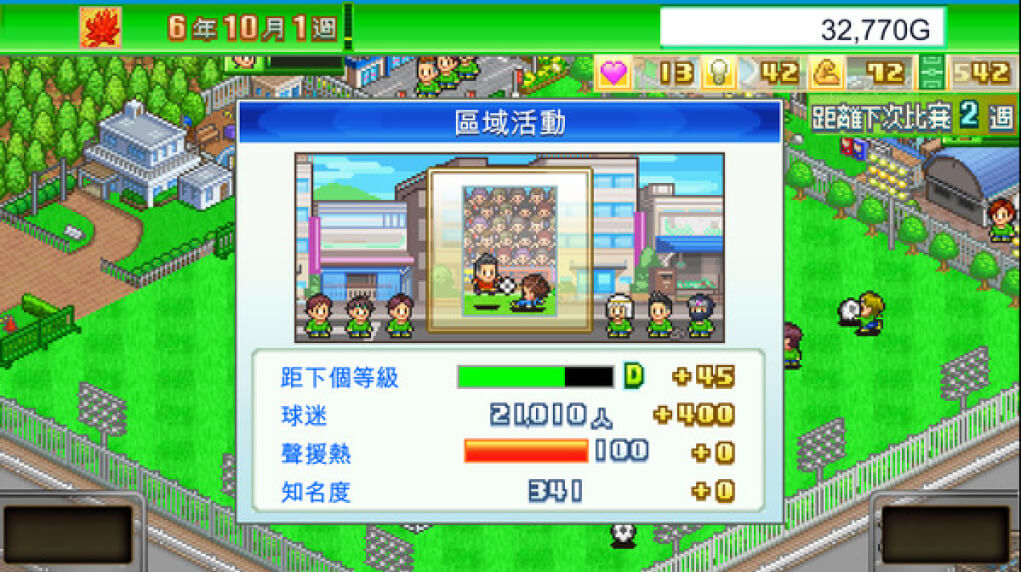 6年10月1週
32,770G
13 42 72 542
距離下次比賽 2 週
區域活動
距下個等級 D +45
球迷 21,010人 +400
聲援熱 100 +0
知名度 341 +0